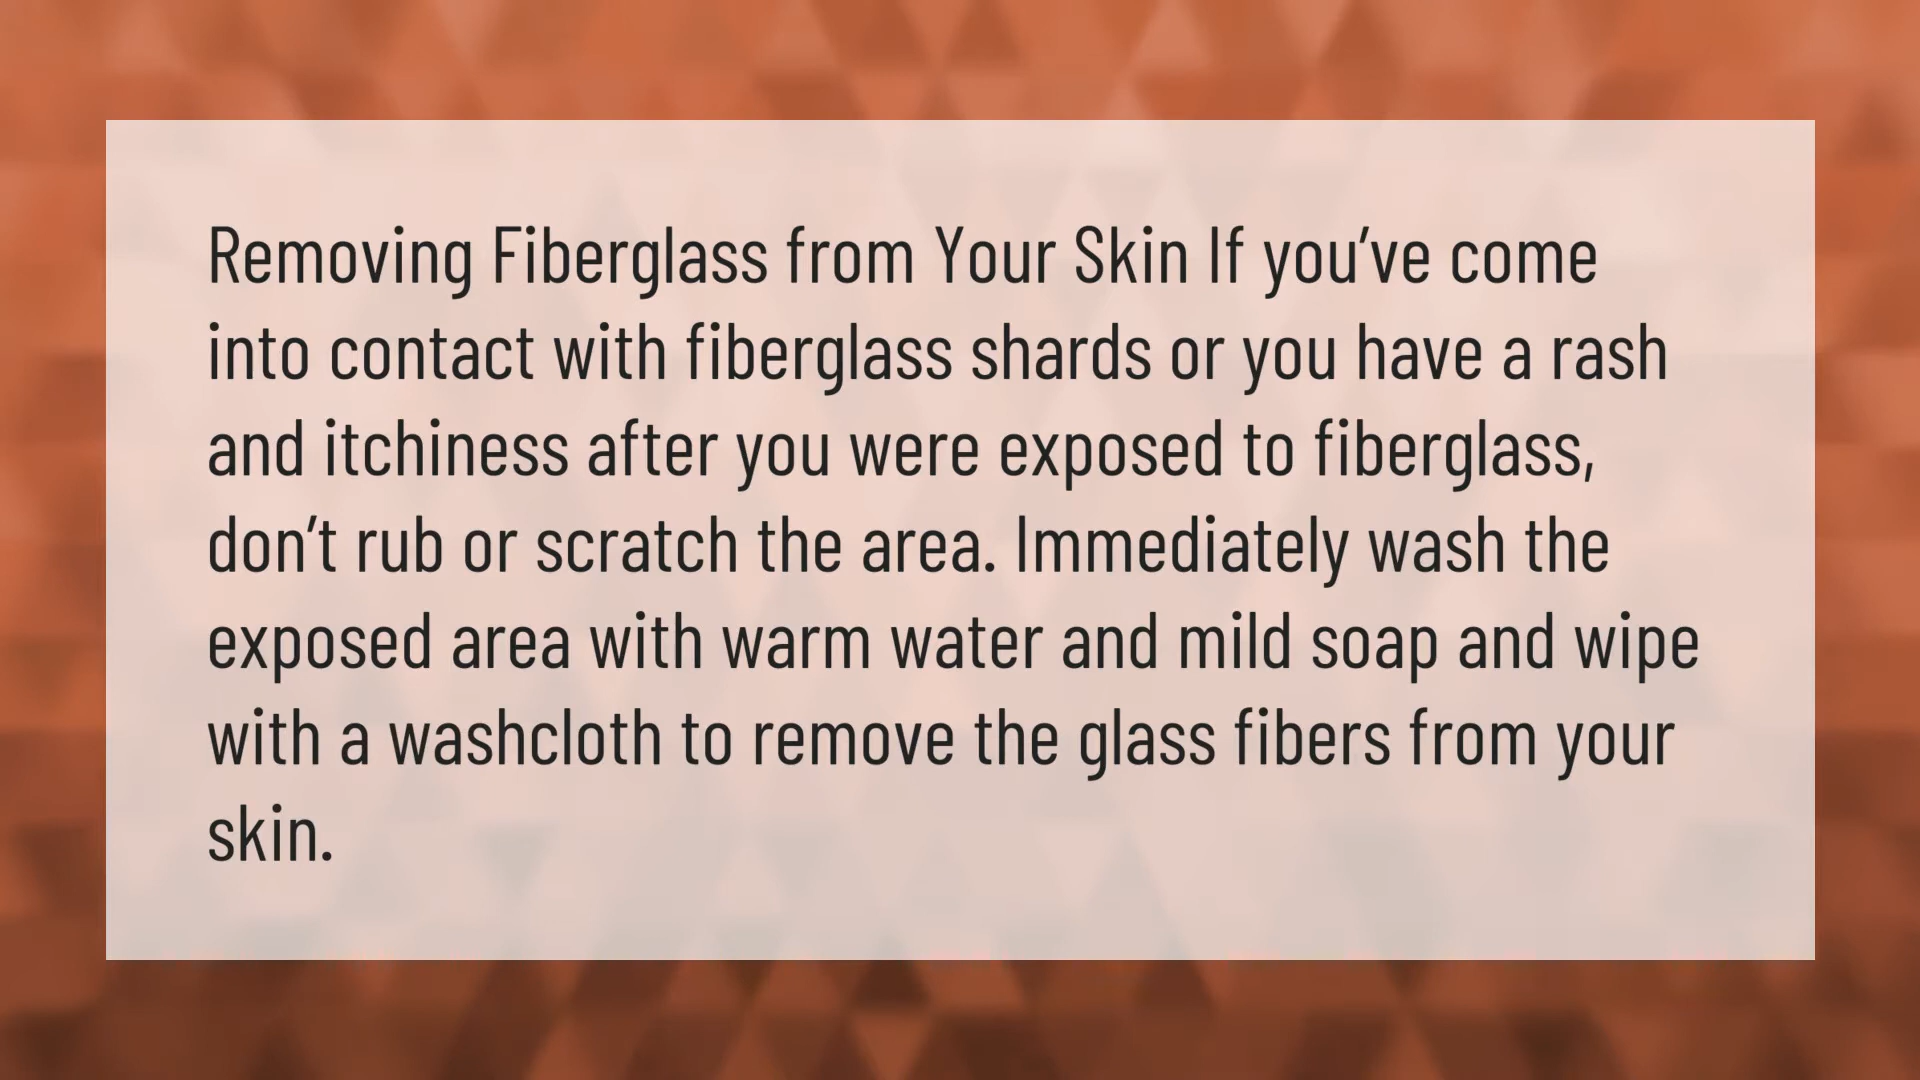 Removing Fiberglass from Your Skin If you’ve come
into contact with fiberglass shards or you have a rash
and itchiness after you were exposed to fiberglass,
don’t rub or scratch the area. Immediately wash the
exposed area with warm water and mild soap and wipe
with a washcloth to remove the glass fibers from your
skin.